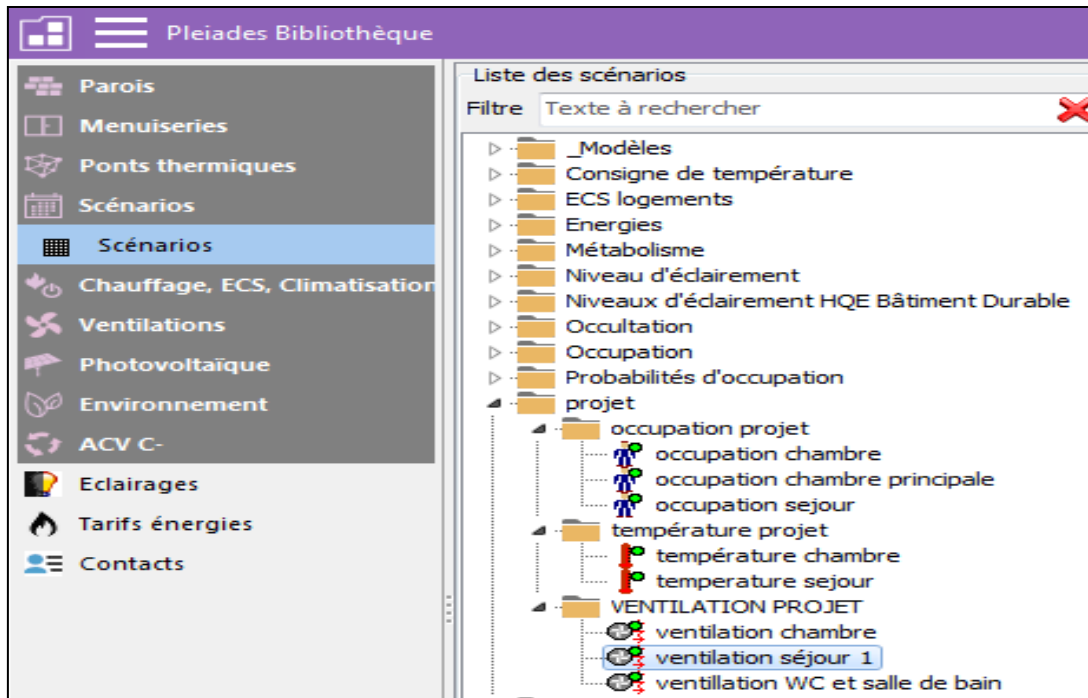 Pleiades Bibliothèque
Parois
Menuiseries
Ponts thermiques
Scénarios
Scénarios
Chauffage, ECS, Climatisation
Ventilations
Photovoltaïque
Environnement
ACV C-
Eclairages
Tarifs énergies
Contacts
Liste des scénarios
Filtre Texte à rechercher
_Modèles
Consigne de température
ECS logements
Energies
Métabolisme
Niveau d'éclairement
Niveaux d'éclairement HQE Bâtiment Durable
Occultation
Occupation
Probabilités d'occupation
projet
occupation projet
occupation chambre
occupation chambre principale
occupation sejour
température projet
température chambre
temperature sejour
VENTILATION PROJET
ventilation chambre
ventilation séjour 1
ventillation WC et salle de bain